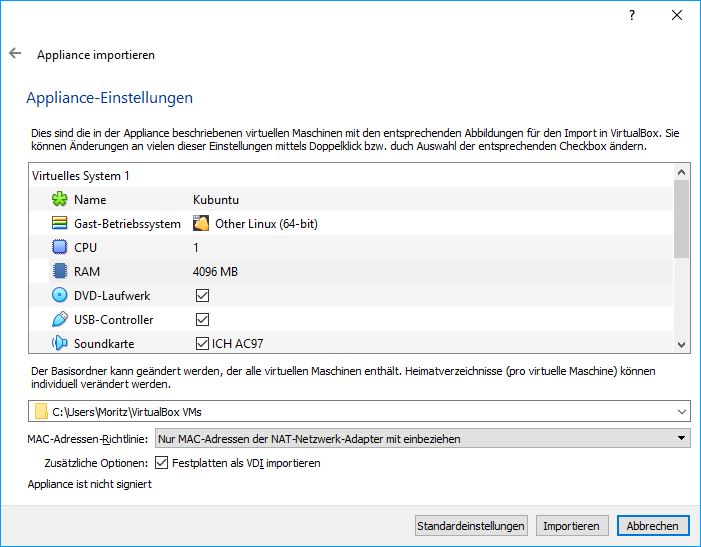 ?
Appliance importieren
Appliance-Einstellungen
Dies sind die in der Appliance beschriebenen virtuellen Maschinen mit den entsprechenden Abbildungen für den Import in VirtualBox. Sie
können Änderungen an vielen dieser Einstellungen mittels Doppelklick bzw. duch Auswahl der entsprechenden Checkbox ändern.
Virtuelles System 1
Name Kubuntu
Gast-Betriebssystem Other Linux (64-bit)
CPU 1
RAM 4096 MB
DVD-Laufwerk
USB-Controller
Soundkarte ICH AC97
Der Basisordner kann geändert werden, der alle virtuellen Maschinen enthält. Heimatverzeichnisse (pro virtuelle Maschine) können
individuell verändert werden.
C:\Users\Moritz\VirtualBox VMs
MAC-Adressen-Richtlinie: Nur MAC-Adressen der NAT-Netzwerk-Adapter mit einbeziehen
Zusätzliche Optionen: Festplatten als VDI importieren
Appliance ist nicht signiert
Standardeinstellungen Importieren Abbrechen